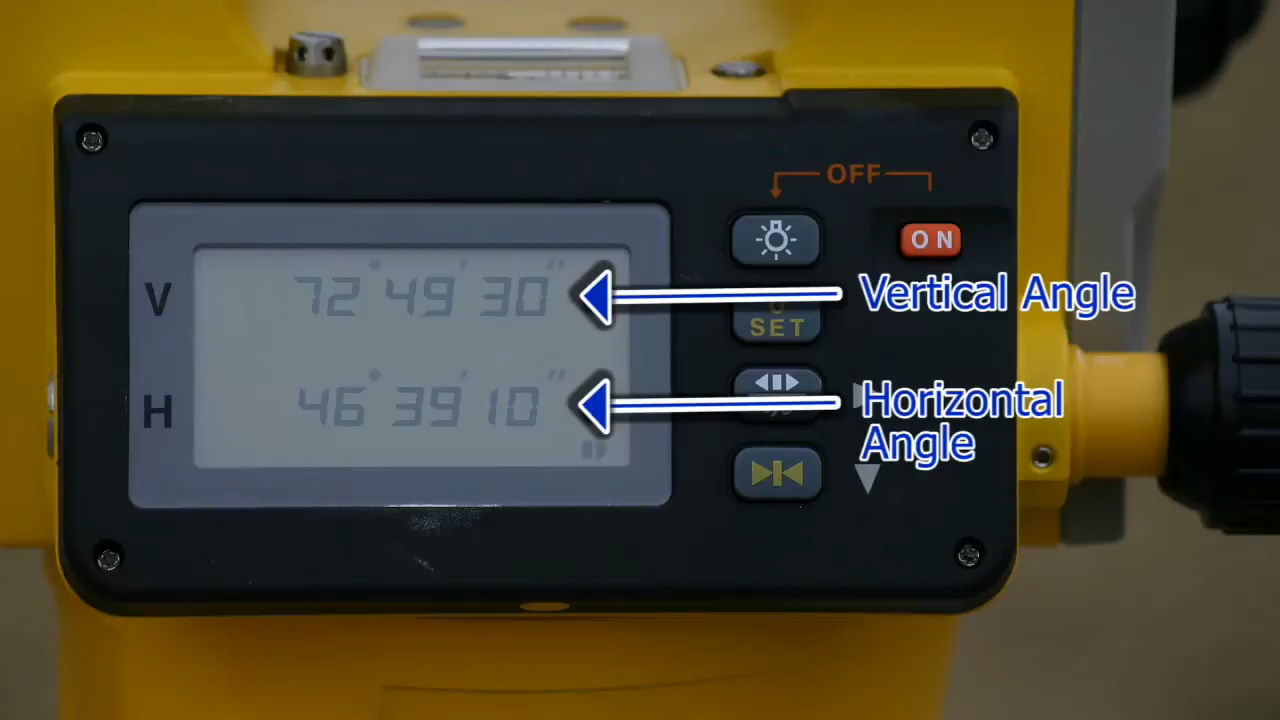 OFF
ON
V 72° 49' 30" Vertical Angle
SET
H 46° 39' 10" Horizontal
Angle